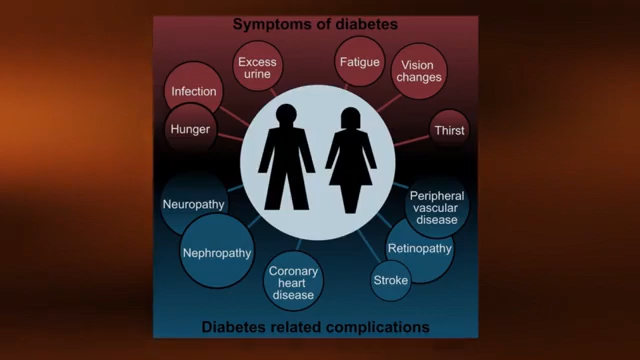 Symptoms of diabetes
Excess
urine
Fatigue
Vision
changes
Infection
Hunger
Thirst
Neuropathy
Peripheral
vascular
disease
Nephropathy
Retinopathy
Coronary
heart
disease
Stroke
Diabetes related complications